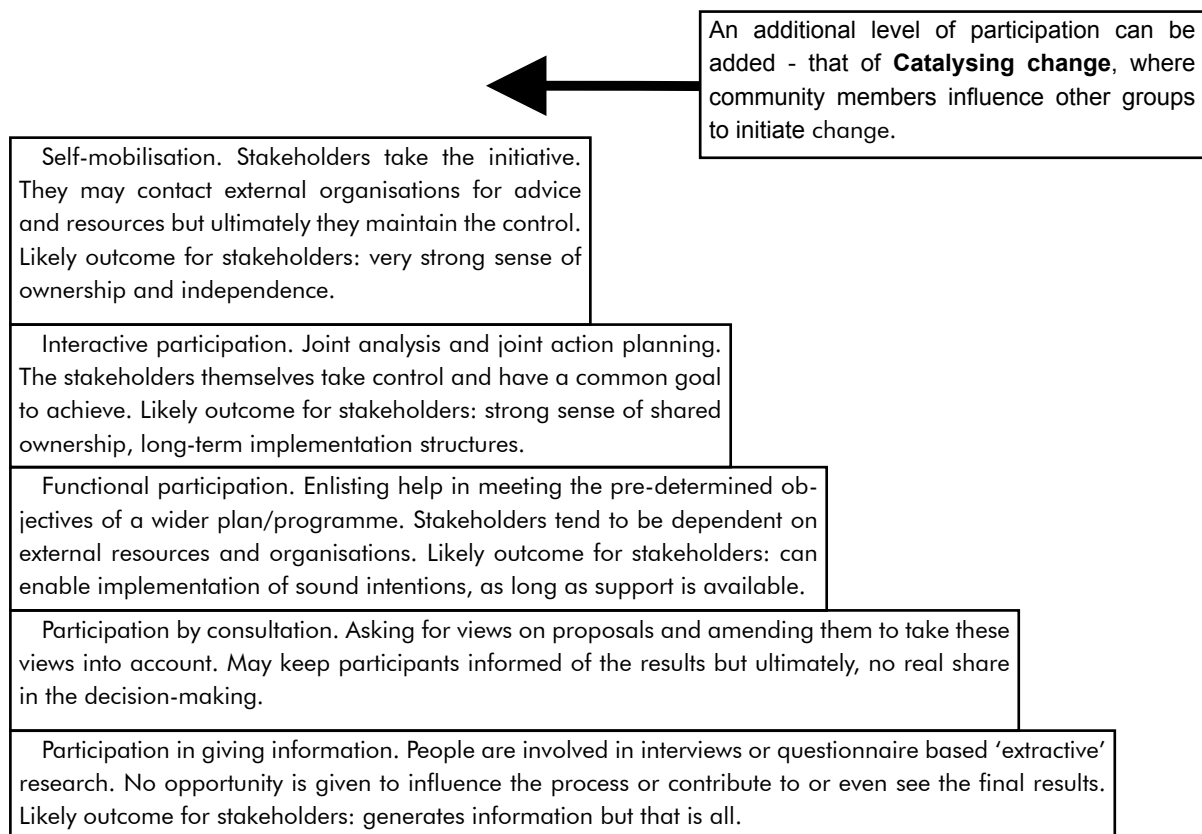 An additional level of participation can be
added - that of Catalysing change, where
community members influence other groups
to initiate change.
Self-mobilisation. Stakeholders take the initiative.
They may contact external organisations for advice
and resources but ultimately they maintain the control.
Likely outcome for stakeholders: very strong sense of
ownership and independence.
Interactive participation. Joint analysis and joint action planning.
The stakeholders themselves take control and have a common goal
to achieve. Likely outcome for stakeholders: strong sense of shared
ownership, long-term implementation structures.
Functional participation. Enlisting help in meeting the pre-determined ob-
jectives of a wider plan/programme. Stakeholders tend to be dependent on
external resources and organisations. Likely outcome for stakeholders: can
enable implementation of sound intentions, as long as support is available.
Participation by consultation. Asking for views on proposals and amending them to take these
views into account. May keep participants informed of the results but ultimately, no real share
in the decision-making.
Participation in giving information. People are involved in interviews or questionnaire based ‘extractive’
research. No opportunity is given to influence the process or contribute to or even see the final results.
Likely outcome for stakeholders: generates information but that is all.